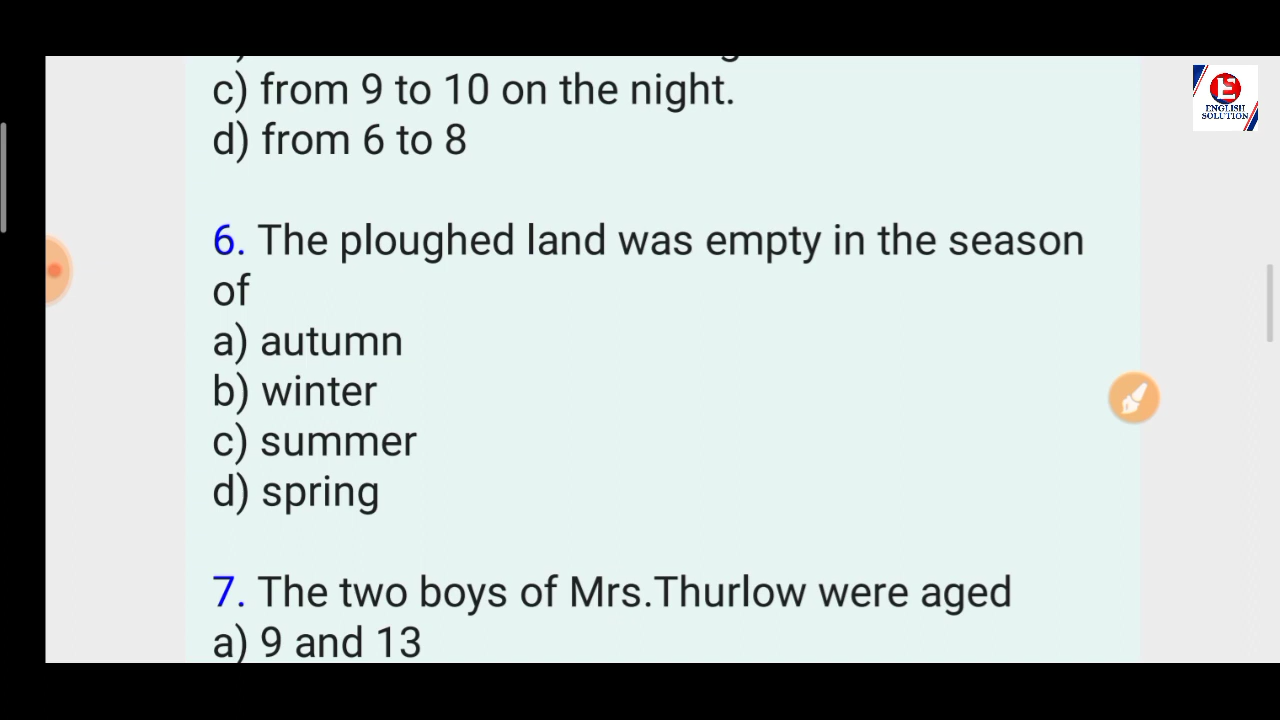 c) from 9 to 10 on the night.
d) from 6 to 8
ENGLISH
SOLUTION
6. The ploughed land was empty in the season
of
a) autumn
b) winter
c) summer
d) spring
7. The two boys of Mrs.Thurlow were aged
a) 9 and 13